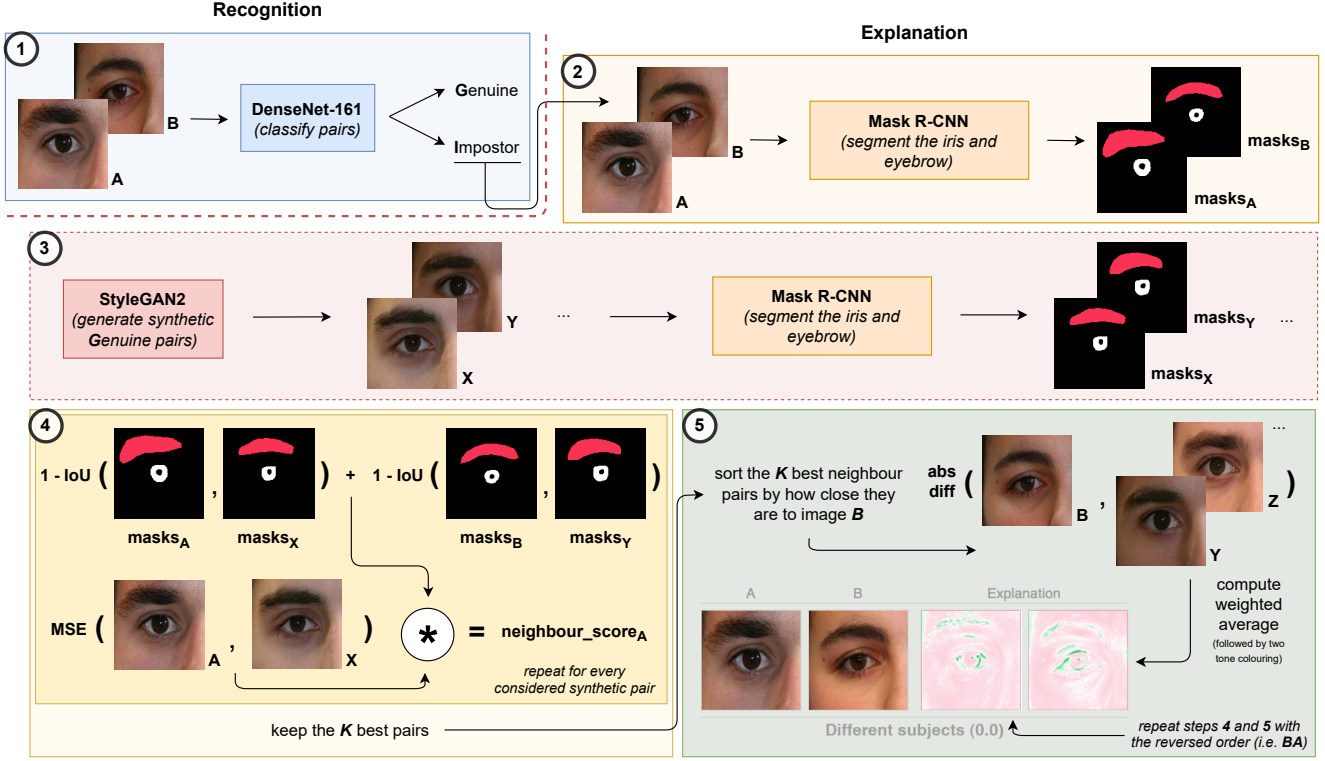 Recognition
Explanation
1
B
A
DenseNet-161
(classify pairs)
Genuine
Impostor
2
B
A
Mask R-CNN
(segment the iris and
eyebrow)
masksB
masksA
3
StyleGAN2
(generate synthetic
Genuine pairs)
Y
X
...
Mask R-CNN
(segment the iris and
eyebrow)
masksY
masksX
...
4
1 - IoU ( , ) + 1 - IoU ( , )
masksA
masksX
masksB
masksY
MSE ( A , X )
* = neighbour_scoreA
repeat for every
considered synthetic pair
keep the K best pairs
5
sort the K best neighbour
pairs by how close they
are to image B
abs
diff ( B , Y Z )
...
compute
weighted
average
(followed by two
tone colouring)
A
B
Explanation
Different subjects (0.0)
repeat steps 4 and 5 with
the reversed order (i.e. BA)